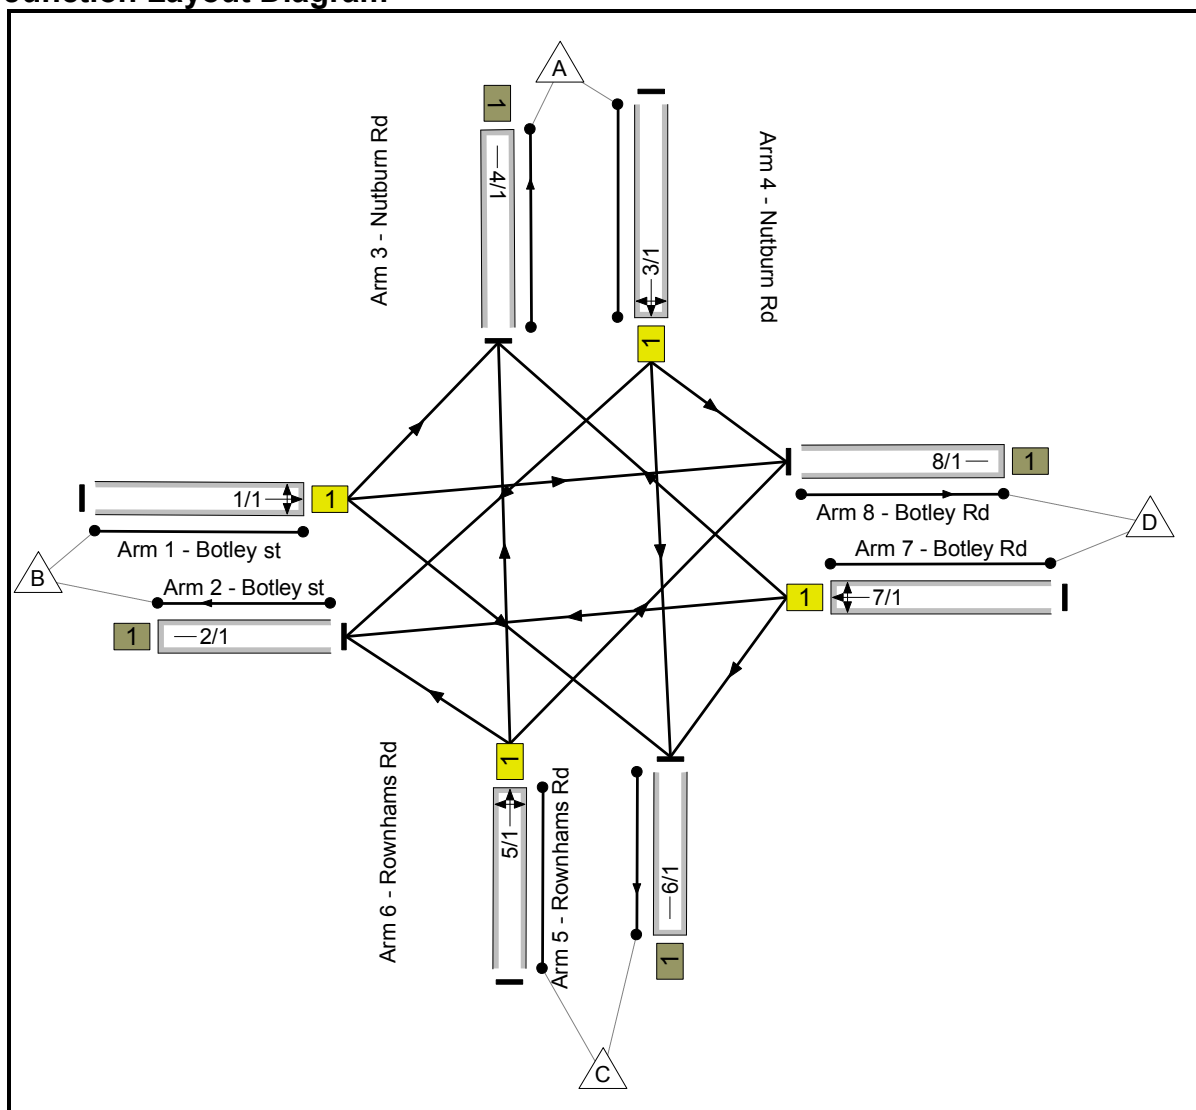 Junction Layout Diagram
A
1
Arm 3 - Nutburn Rd
4/1
3/1
Arm 4 - Nutburn Rd
1
1/1
1
8/1
1
Arm 1 - Botley st
Arm 8 - Botley Rd
D
B
Arm 2 - Botley st
Arm 7 - Botley Rd
1
2/1
1
7/1
1
Arm 6 - Rownhams Rd
5/1
Arm 5 - Rownhams Rd
6/1
1
C